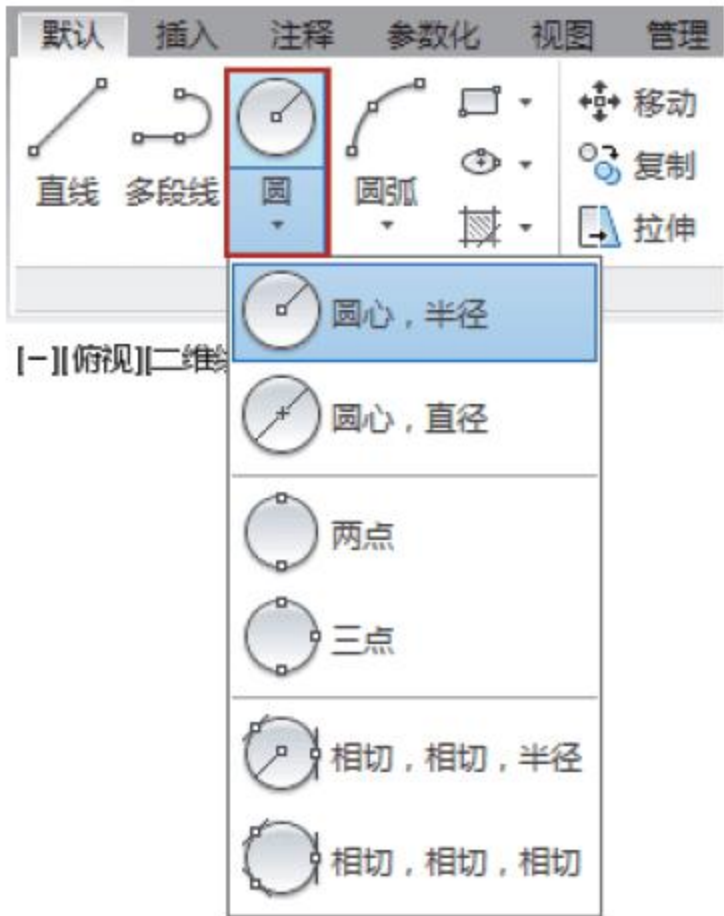 默认 插入 注释 参数化 视图 管理
直线 多段线 圆 圆弧
移动
复制
拉伸
[−][俯视][二维
圆心，半径
圆心，直径
两点
三点
相切，相切，半径
相切，相切，相切